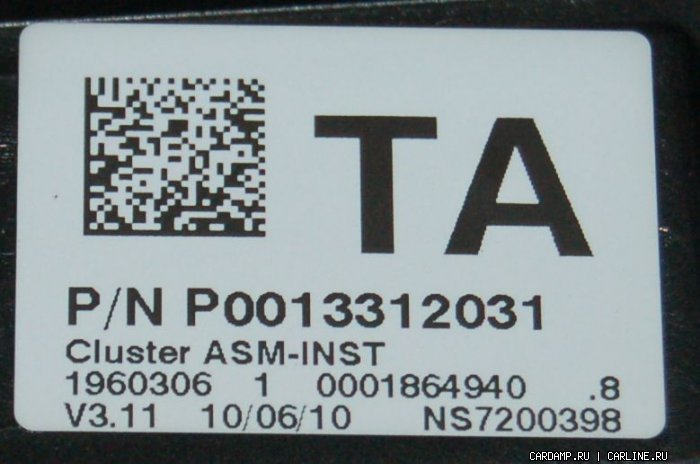 TA
P/N P0013312031
Cluster ASM-INST
1960306 1 0001864940 .8
V3.11 10/06/10 NS7200398
CARDAMP.RU | CARLINE.RU